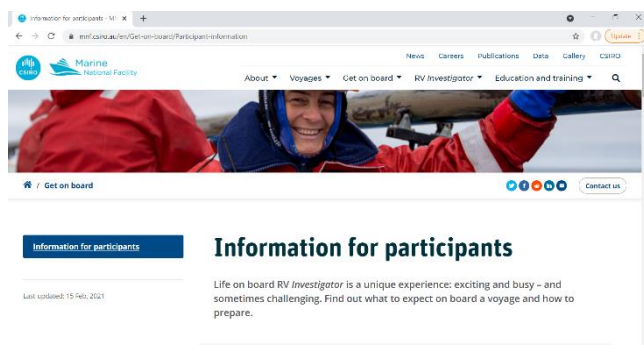 Information for participants - M
Update
mnf.csiro.au/en/Get-on-board/Participant-information
News Careers Publications Data Gallery CSIRO
CSIRO
Marine
National Facility
About Voyages Get on board RV Investigator Education and training
/ Get on board
Contact us
Information for participants
Last updated: 15 Feb, 2021
Information for participants
Life on board RV Investigator is a unique experience: exciting and busy – and
sometimes challenging. Find out what to expect on board a voyage and how to
prepare.